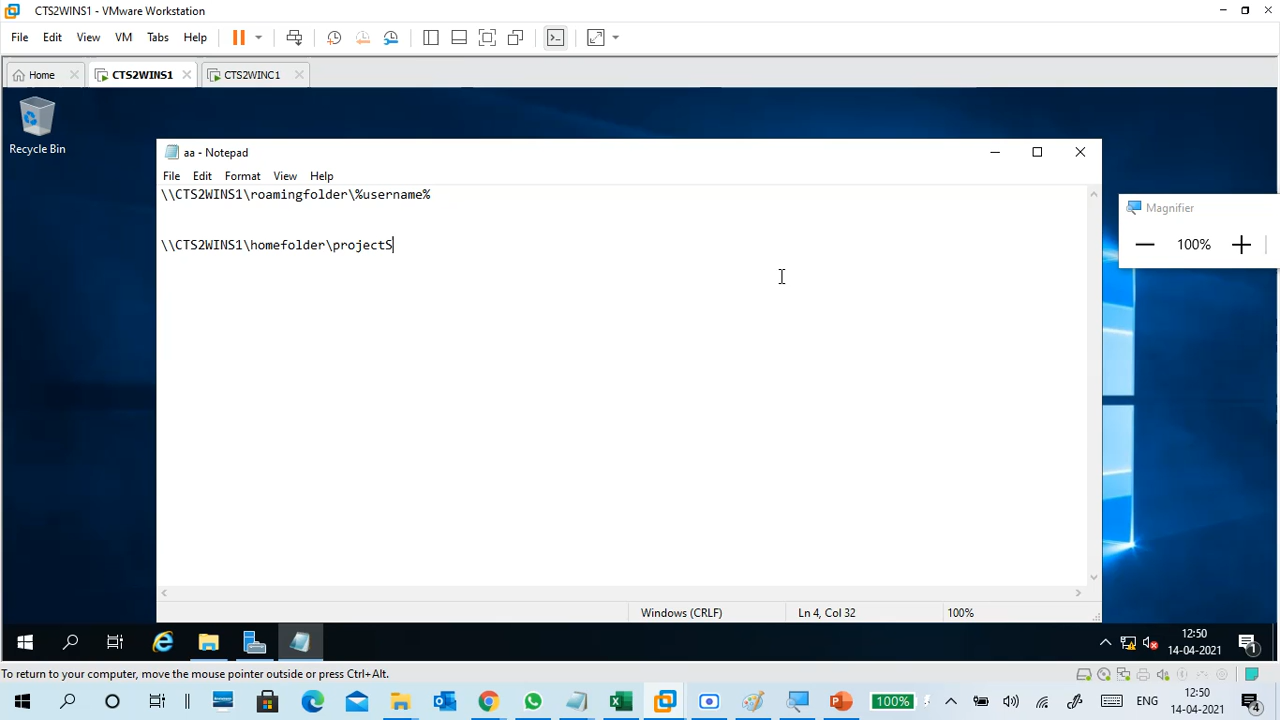 CTS2WINS1 - VMware Workstation
File Edit View VM Tabs Help
Home CTS2WINS1 CTS2WINC1
Recycle Bin
aa - Notepad
File Edit Format View Help
\\CTS2WINS1\roamingfolder\%username%
\\CTS2WINS1\homefolder\projectS
Magnifier
100%
Windows (CRLF) Ln 4, Col 32 100%
12:50
14-04-2021
1
To return to your computer, move the mouse pointer outside or press Ctrl+Alt.
100% ENG 12:50
14-04-2021
4